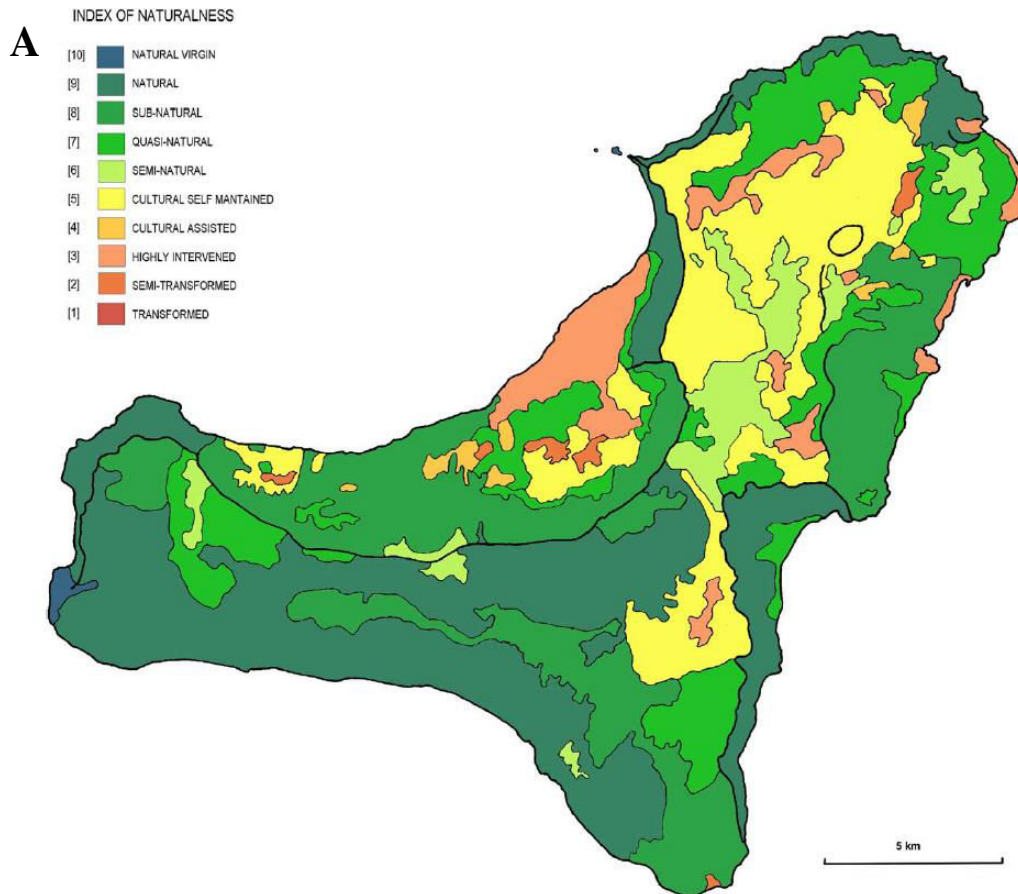 INDEX OF NATURALNESS
A
[10] NATURAL VIRGIN
[9] NATURAL
[8] SUB-NATURAL
[7] QUASI-NATURAL
[6] SEMI-NATURAL
[5] CULTURAL SELF MANTAINED
[4] CULTURAL ASSISTED
[3] HIGHLY INTERVENED
[2] SEMI-TRANSFORMED
[1] TRANSFORMED
5 km